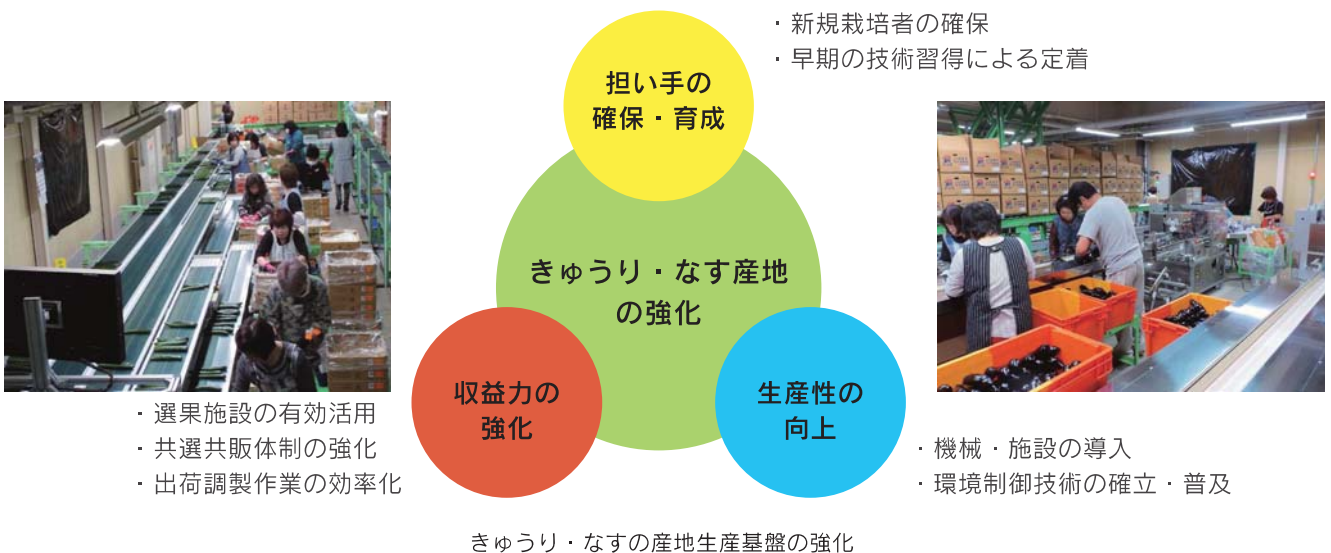 ・新規栽培者の確保
・早期の技術習得による定着
担い手の
確保・育成
きゅうり・なす産地
の強化
収益力の
強化
生産性の
向上
・選果施設の有効活用
・共選共販体制の強化
・出荷調製作業の効率化
・機械・施設の導入
・環境制御技術の確立・普及
きゅうり・なすの産地生産基盤の強化